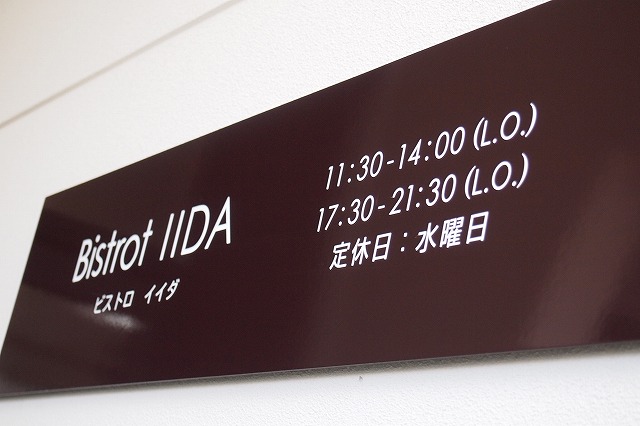 Bistrot IIDA
ビストロ イイダ
11:30-14:00 (L.O.)
17:30-21:30 (L.O.)
定休日：水曜日